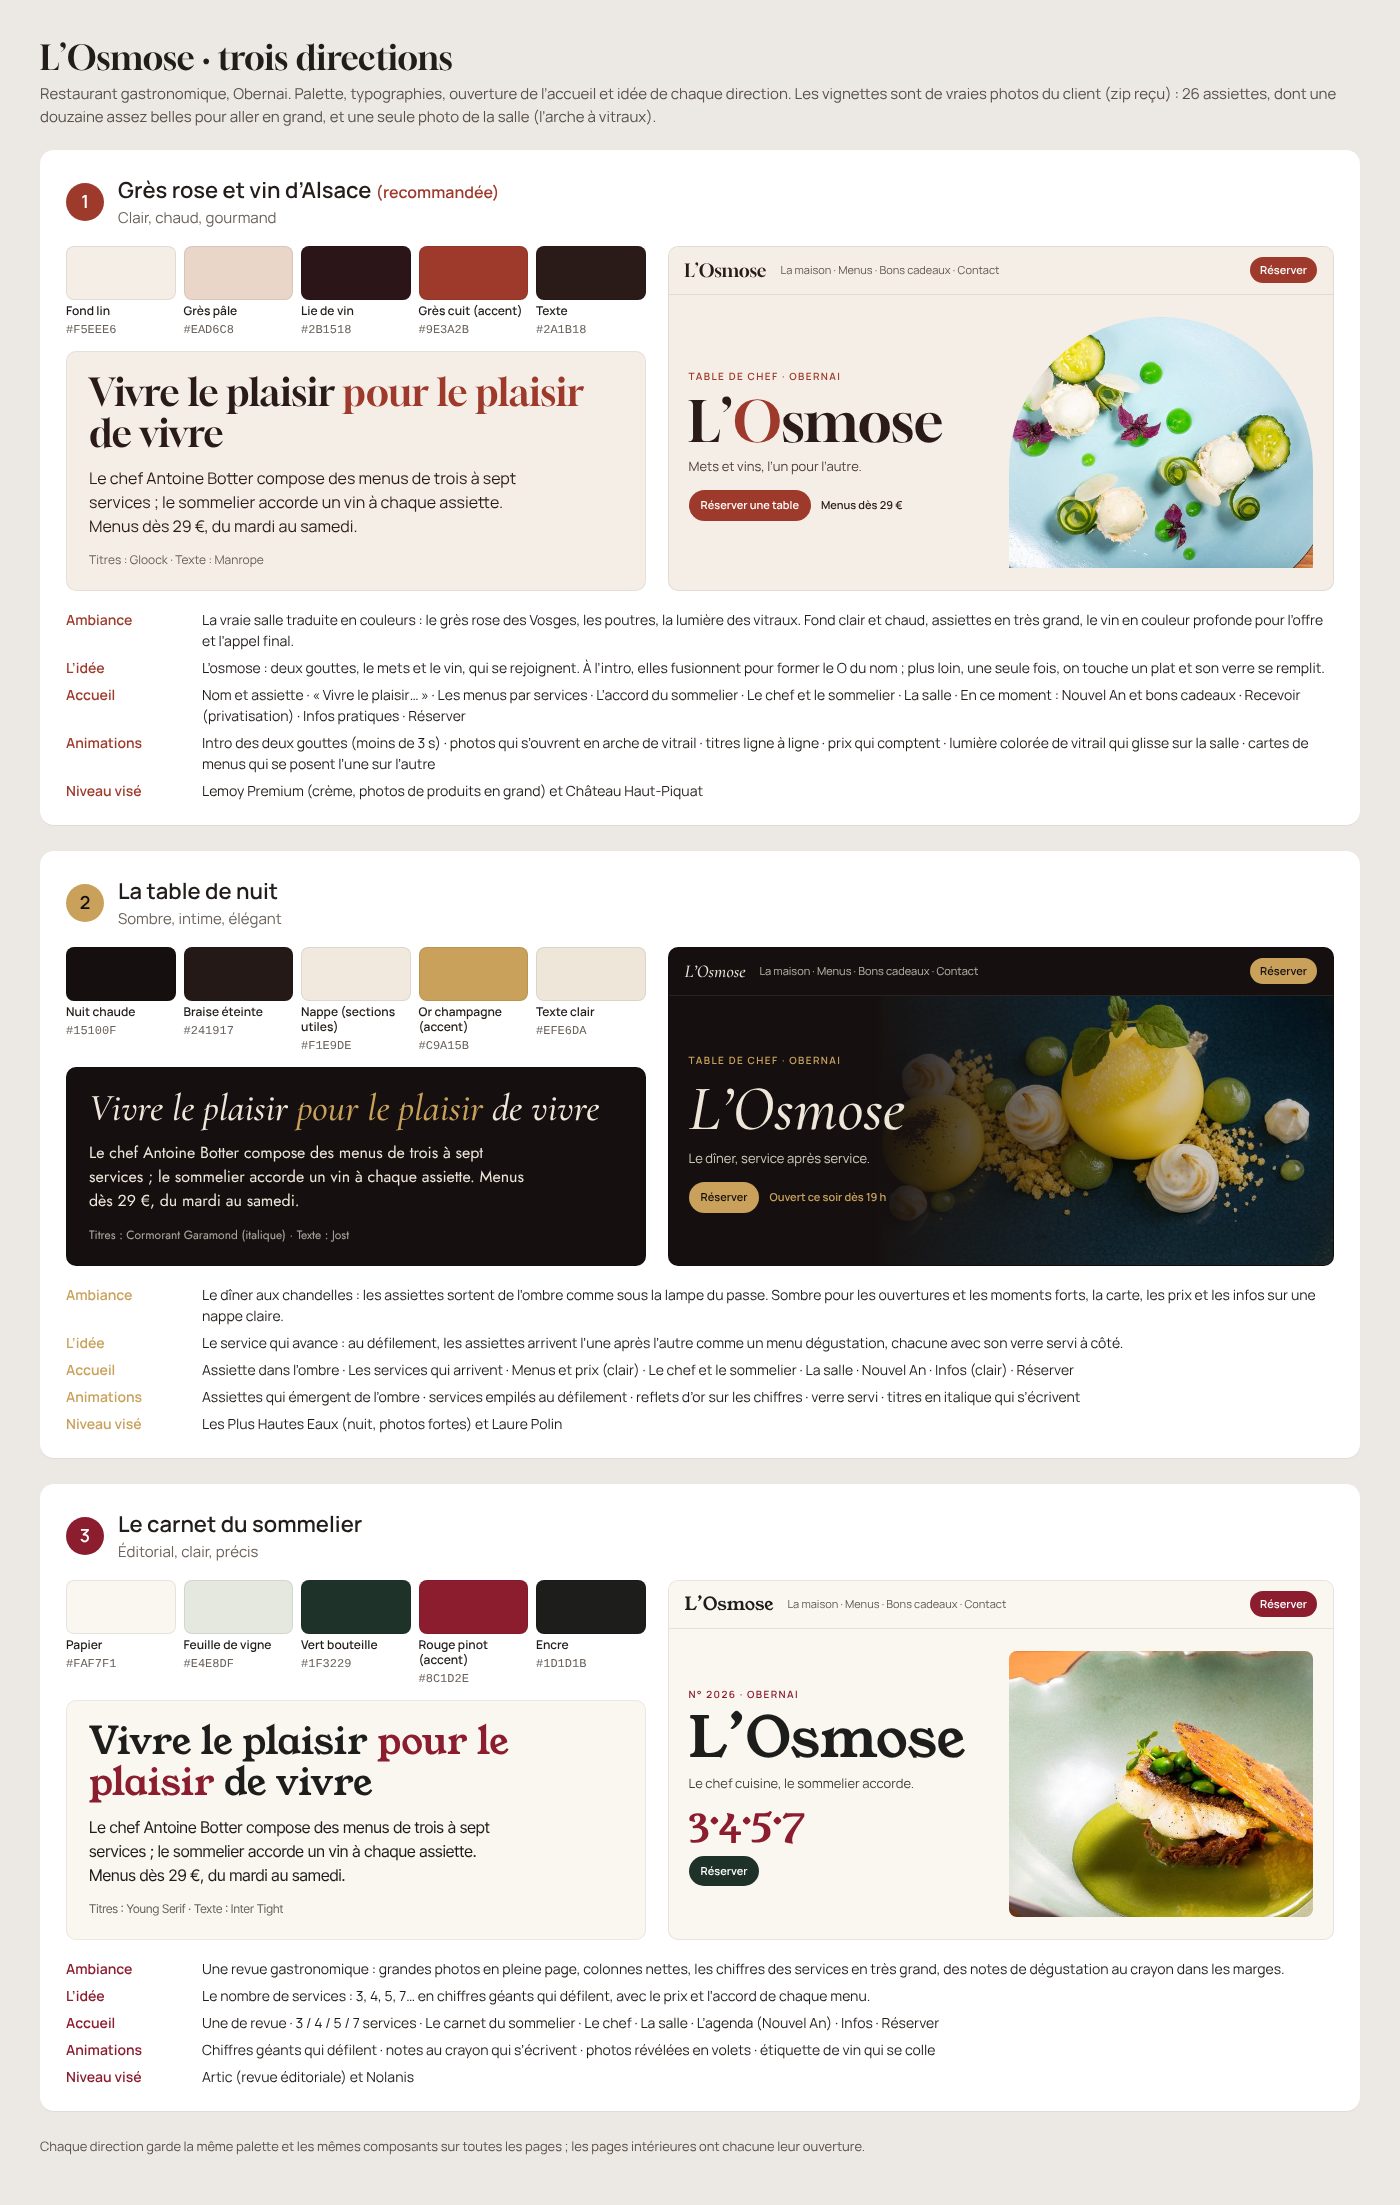 L’Osmose · trois directions
Restaurant gastronomique, Obernai. Palette, typographies, ouverture de l’accueil et idée de chaque direction. Les vignettes sont de vraies photos du client (zip reçu) : 26 assiettes, dont une
douzaine assez belles pour aller en grand, et une seule photo de la salle (l’arche à vitraux).
1
Grès rose et vin d’Alsace (recommandée)
Clair, chaud, gourmand
Fond lin
#F5EEE6
Grès pâle
#EAD6C8
Lie de vin
#2B1518
Grès cuit (accent)
#9E3A2B
Texte
#2A1B18
Vivre le plaisir pour le plaisir
de vivre
Le chef Antoine Botter compose des menus de trois à sept
services ; le sommelier accorde un vin à chaque assiette.
Menus dès 29 €, du mardi au samedi.
Titres : Gloock · Texte : Manrope
L’Osmose
La maison · Menus · Bons cadeaux · Contact
Réserver
TABLE DE CHEF · OBERNAI
L’Osmose
Mets et vins, l’un pour l’autre.
Réserver une table
Menus dès 29 €
Ambiance
La vraie salle traduite en couleurs : le grès rose des Vosges, les poutres, la lumière des vitraux. Fond clair et chaud, assiettes en très grand, le vin en couleur profonde pour l’offre
et l’appel final.
L’idée
L’osmose : deux gouttes, le mets et le vin, qui se rejoignent. À l’intro, elles fusionnent pour former le O du nom ; plus loin, une seule fois, on touche un plat et son verre se remplit.
Accueil
Nom et assiette · « Vivre le plaisir… » · Les menus par services · L’accord du sommelier · Le chef et le sommelier · La salle · En ce moment : Nouvel An et bons cadeaux · Recevoir
(privatisation) · Infos pratiques · Réserver
Animations
Intro des deux gouttes (moins de 3 s) · photos qui s’ouvrent en arche de vitrail · titres ligne à ligne · prix qui comptent · lumière colorée de vitrail qui glisse sur la salle · cartes de
menus qui se posent l’une sur l’autre
Niveau visé
Lemoy Premium (crème, photos de produits en grand) et Château Haut-Piquat
2
La table de nuit
Sombre, intime, élégant
Nuit chaude
#15100F
Braise éteinte
#241917
Nappe (sections
utiles)
#F1E9DE
Or champagne
(accent)
#C9A15B
Texte clair
#EFE6DA
Vivre le plaisir pour le plaisir de vivre
Le chef Antoine Botter compose des menus de trois à sept
services ; le sommelier accorde un vin à chaque assiette. Menus
dès 29 €, du mardi au samedi.
Titres : Cormorant Garamond (italique) · Texte : Jost
L’Osmose
La maison · Menus · Bons cadeaux · Contact
Réserver
TABLE DE CHEF · OBERNAI
L’Osmose
Le dîner, service après service.
Réserver
Ouvert ce soir dès 19 h
Ambiance
Le dîner aux chandelles : les assiettes sortent de l’ombre comme sous la lampe du passe. Sombre pour les ouvertures et les moments forts, la carte, les prix et les infos sur une
nappe claire.
L’idée
Le service qui avance : au défilement, les assiettes arrivent l’une après l’autre comme un menu dégustation, chacune avec son verre servi à côté.
Accueil
Assiette dans l’ombre · Les services qui arrivent · Menus et prix (clair) · Le chef et le sommelier · La salle · Nouvel An · Infos (clair) · Réserver
Animations
Assiettes qui émergent de l’ombre · services empilés au défilement · reflets d’or sur les chiffres · verre servi · titres en italique qui s’écrivent
Niveau visé
Les Plus Hautes Eaux (nuit, photos fortes) et Laure Polin
3
Le carnet du sommelier
Éditorial, clair, précis
Papier
#FAF7F1
Feuille de vigne
#E4E8DF
Vert bouteille
#1F3229
Rouge pinot
(accent)
#8C1D2E
Encre
#1D1D1B
Vivre le plaisir pour le
plaisir de vivre
Le chef Antoine Botter compose des menus de trois à sept
services ; le sommelier accorde un vin à chaque assiette.
Menus dès 29 €, du mardi au samedi.
Titres : Young Serif · Texte : Inter Tight
L’Osmose
La maison · Menus · Bons cadeaux · Contact
Réserver
N° 2026 · OBERNAI
L’Osmose
Le chef cuisine, le sommelier accorde.
3·4·5·7
Réserver
Ambiance
Une revue gastronomique : grandes photos en pleine page, colonnes nettes, les chiffres des services en très grand, des notes de dégustation au crayon dans les marges.
L’idée
Le nombre de services : 3, 4, 5, 7… en chiffres géants qui défilent, avec le prix et l’accord de chaque menu.
Accueil
Une de revue · 3 / 4 / 5 / 7 services · Le carnet du sommelier · Le chef · La salle · L’agenda (Nouvel An) · Infos · Réserver
Animations
Chiffres géants qui défilent · notes au crayon qui s’écrivent · photos révélées en volets · étiquette de vin qui se colle
Niveau visé
Artic (revue éditoriale) et Nolanis
Chaque direction garde la même palette et les mêmes composants sur toutes les pages ; les pages intérieures ont chacune leur ouverture.